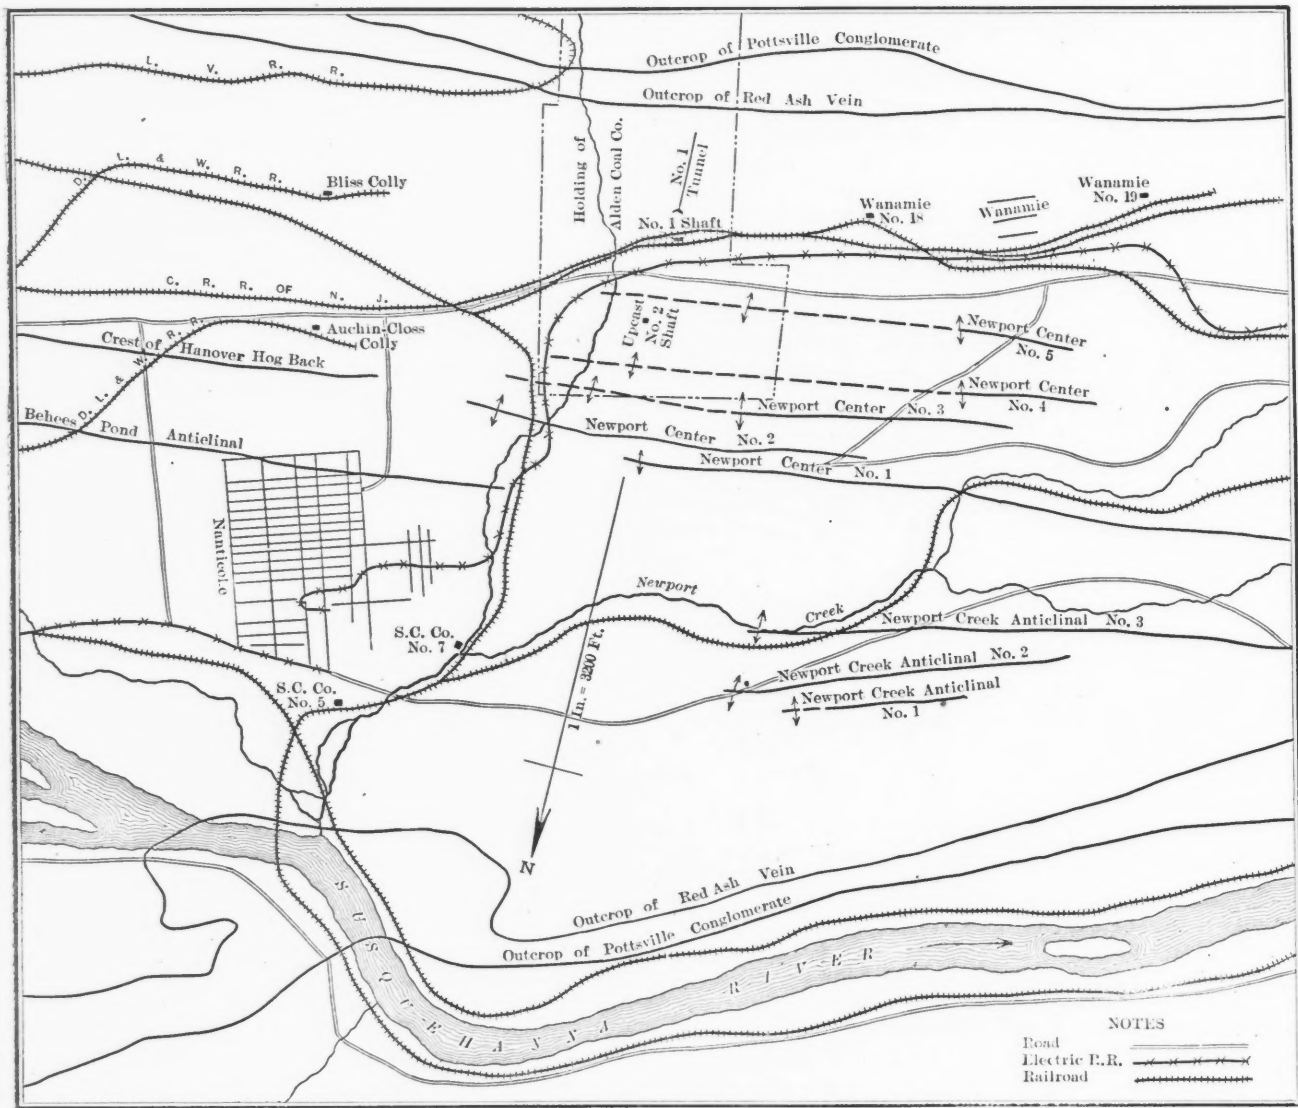 Outcrop of Pottsville Conglomerate
L. V. R. R.
Outcrop of Red Ash Vein
Holding of
Alden Coal Co.
No. 1
Tunnel
D. L. & W. R. R.
Bliss Colly
Wanamie
No. 19
Wanamie
No. 18
Wanamie
No. 1 Shaft
C. R. R. OF N. J.
Upcast
No. 2
Shaft
Auchin-Closs
Colly
Newport Center
No. 5
Crest of Hanover Hog Back
D. L. & W. R. R.
Newport Center
No. 4
Newport Center No. 3
Behees Pond Anticlinal
Newport Center No. 2
Newport Center No. 1
Nanticoke
Newport Creek
S.C. Co.
No. 7
Newport Creek Anticlinal No. 3
Newport Creek Anticlinal No. 2
S.C. Co.
No. 5
Newport Creek Anticlinal
No. 1
1 In. = 3200 Ft.
N
Outcrop of Red Ash Vein
Outcrop of Pottsville Conglomerate
SUSQUEHANNA RIVER
NOTES
Road
Electric R.R.
Railroad